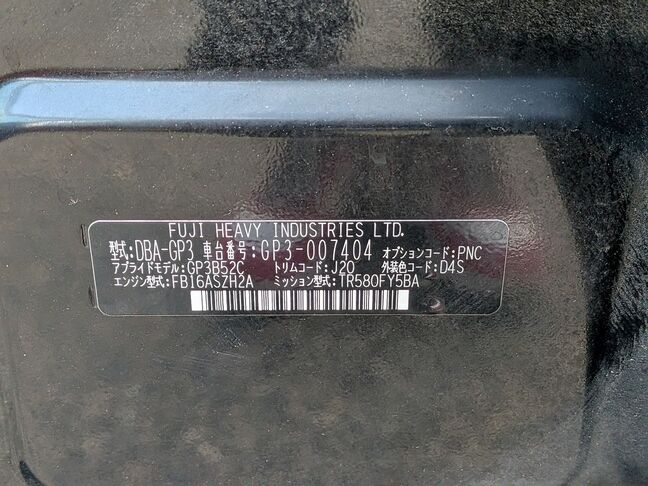 FUJI HEAVY INDUSTRIES LTD.
型式:DBA-GP3 車台番号:GP3-007404 オプションコード:PNC
アプライドモデル:GP3B52C トリムコード:J20 外装色コード:D4S
エンジン型式:FB16ASZH2A ミッション型式:TR580FY5BA